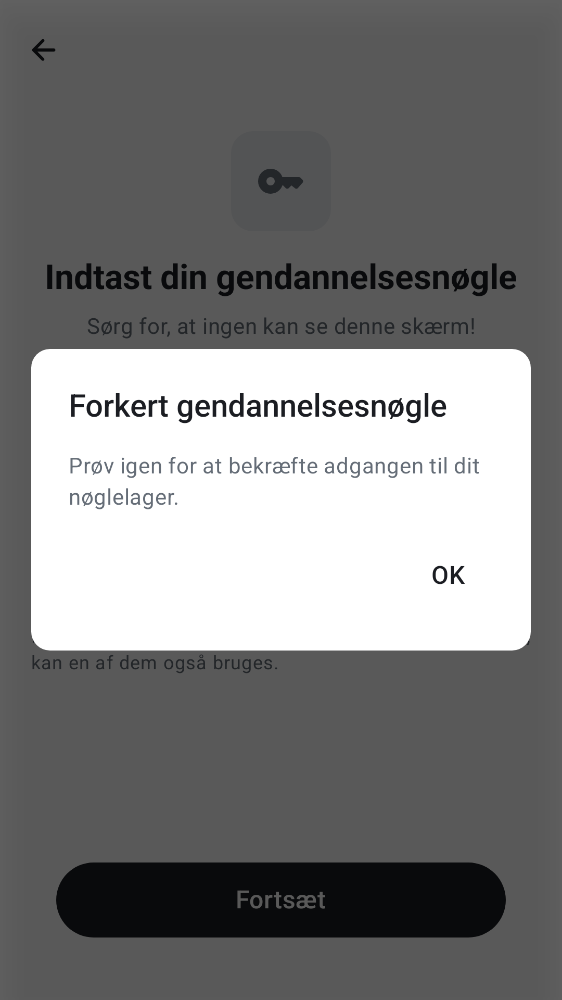 Indtast din gendannelsesnøgle
Sørg for, at ingen kan se denne skærm!
Forkert gendannelsesnøgle
Prøv igen for at bekræfte adgangen til dit
nøglelager.
OK
kan en af dem også bruges.
Fortsæt